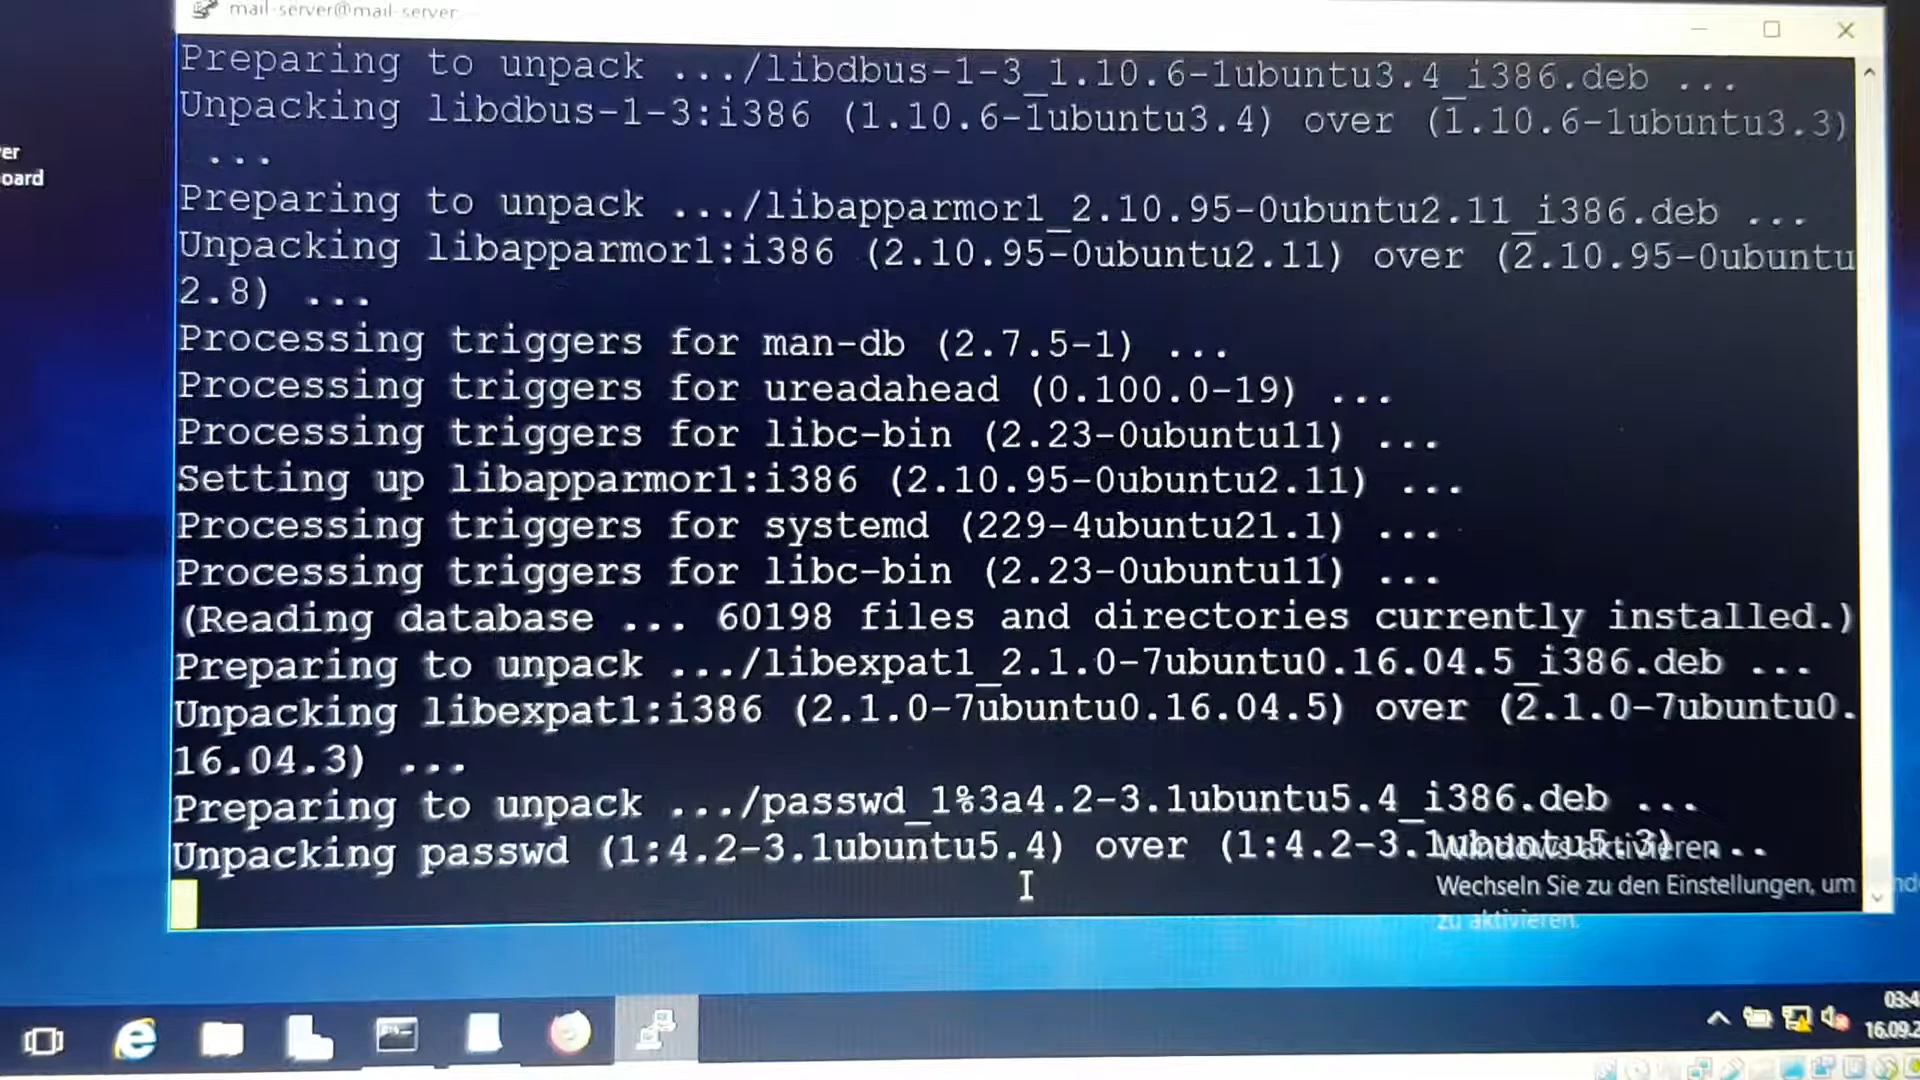 mail-server@mail-server:
Preparing to unpack .../libdbus-1-3_1.10.6-1ubuntu3.4_i386.deb ...
Unpacking libdbus-1-3:i386 (1.10.6-1ubuntu3.4) over (1.10.6-1ubuntu3.3)
...
er
oard
Preparing to unpack .../libapparmor1_2.10.95-0ubuntu2.11_i386.deb ...
Unpacking libapparmor1:i386 (2.10.95-0ubuntu2.11) over (2.10.95-0ubuntu
2.8) ...
Processing triggers for man-db (2.7.5-1) ...
Processing triggers for ureadahead (0.100.0-19) ...
Processing triggers for libc-bin (2.23-0ubuntu11) ...
Setting up libapparmor1:i386 (2.10.95-0ubuntu2.11) ...
Processing triggers for systemd (229-4ubuntu21.1) ...
Processing triggers for libc-bin (2.23-0ubuntu11) ...
(Reading database ... 60198 files and directories currently installed.)
Preparing to unpack .../libexpat1_2.1.0-7ubuntu0.16.04.5_i386.deb ...
Unpacking libexpat1:i386 (2.1.0-7ubuntu0.16.04.5) over (2.1.0-7ubuntu0.
16.04.3) ...
Preparing to unpack .../passwd_1%3a4.2-3.1ubuntu5.4_i386.deb ...
Unpacking passwd (1:4.2-3.1ubuntu5.4) over (1:4.2-3.1ubuntu5.3) ...
Windows aktivieren
Wechseln Sie zu den Einstellungen, um
zu aktivieren.
03:4
16.09.2